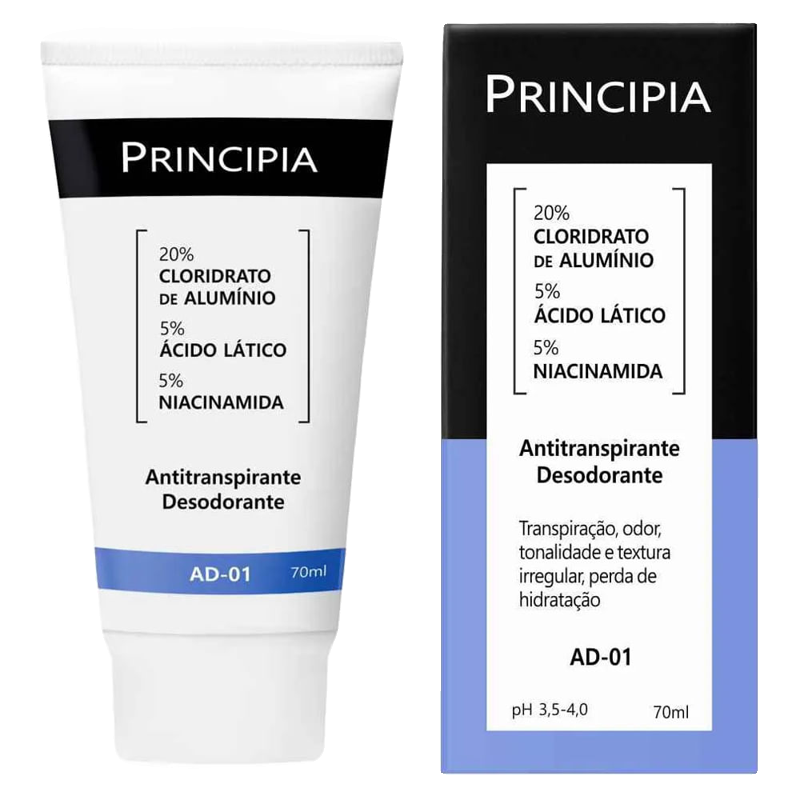 PRINCIPIA
20%
CLORIDRATO
DE ALUMÍNIO
5%
ÁCIDO LÁTICO
5%
NIACINAMIDA
Antitranspirante
Desodorante
AD-01 70ml
PRINCIPIA
20%
CLORIDRATO
DE ALUMÍNIO
5%
ÁCIDO LÁTICO
5%
NIACINAMIDA
Antitranspirante
Desodorante
Transpiração, odor,
tonalidade e textura
irregular, perda de
hidratação
AD-01
pH 3,5-4,0 70ml